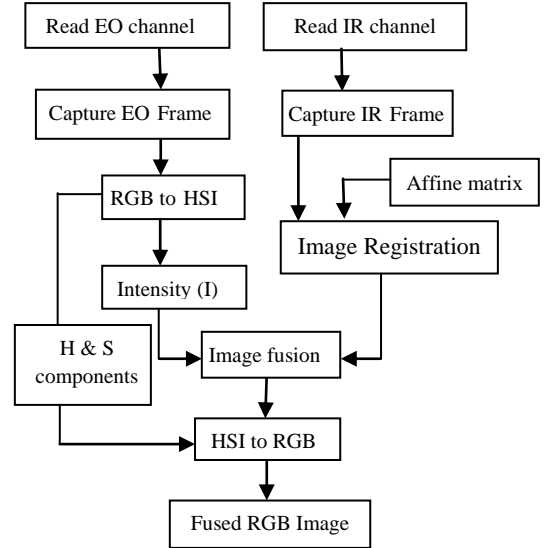 Read EO channel
Read IR channel
Capture EO Frame
Capture IR Frame
RGB to HSI
Affine matrix
Image Registration
Intensity (I)
H & S
components
Image fusion
HSI to RGB
Fused RGB Image